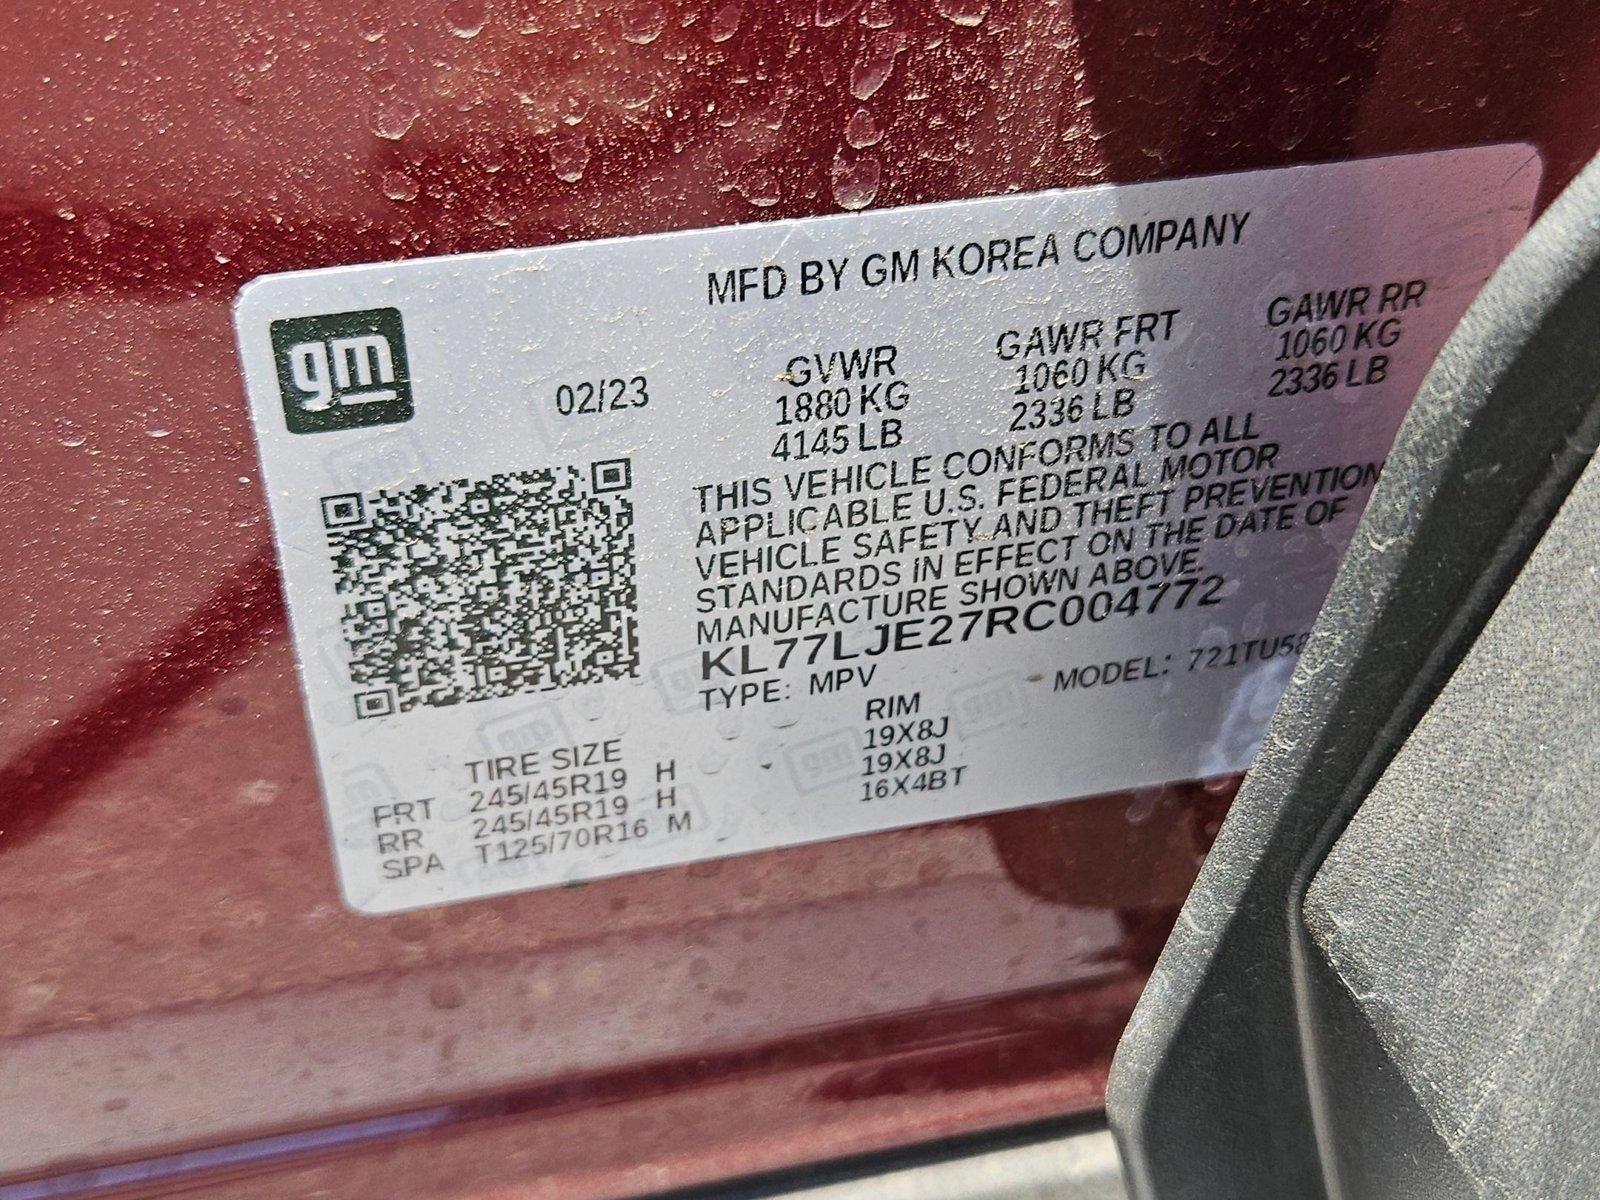 MFD BY GM KOREA COMPANY
gm
02/23
GVWR GAWR FRT GAWR RR
1880 KG 1060 KG 1060 KG
4145 LB 2336 LB 2336 LB
THIS VEHICLE CONFORMS TO ALL
APPLICABLE U.S. FEDERAL MOTOR
VEHICLE SAFETY AND THEFT PREVENTION
STANDARDS IN EFFECT ON THE DATE OF
MANUFACTURE SHOWN ABOVE.
KL77LJE27RC004772
TYPE: MPV MODEL: 721TU58
TIRE SIZE RIM
FRT 245/45R19 H 19X8J
RR 245/45R19 H 19X8J
SPA T125/70R16 M 16X4BT